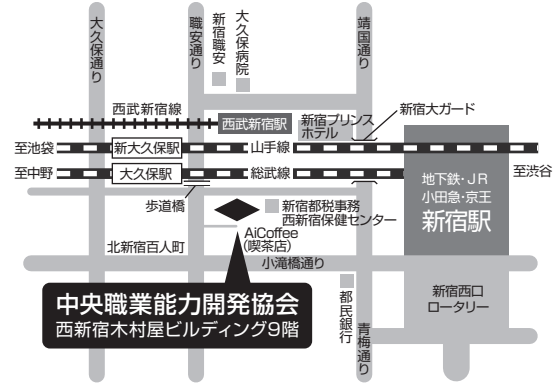 大久保通り
職安通り
新宿職安
大久保病院
靖国通り
西武新宿線
西武新宿駅
新宿プリンス
ホテル
新宿大ガード
至池袋
新大久保駅
山手線
至渋谷
至中野
大久保駅
総武線
地下鉄・JR
小田急・京王
新宿駅
歩道橋
新宿都税事務
西新宿保健センター
AiCoffee
(喫茶店)
北新宿百人町
小滝橋通り
中央職業能力開発協会
西新宿木村屋ビルディング9階
都民銀行
青梅通り
新宿西口
ロータリー